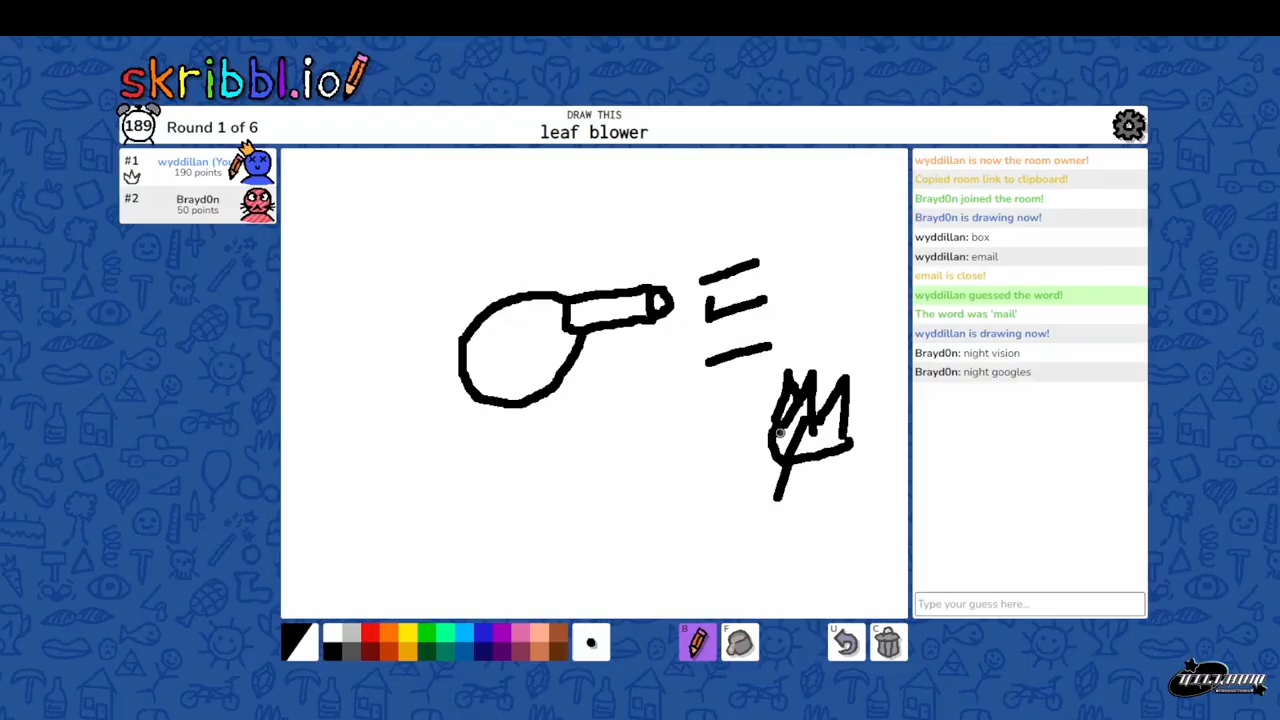 skribbl.io
189
Round 1 of 6
DRAW THIS
leaf blower
#1
wyddillan (You)
190 points
#2
Brayd0n
50 points
wyddillan is now the room owner!
Copied room link to clipboard!
Brayd0n joined the room!
Brayd0n is drawing now!
wyddillan: box
wyddillan: email
email is close!
wyddillan guessed the word!
The word was 'mail'
wyddillan is drawing now!
Brayd0n: night vision
Brayd0n: night googles
Type your guess here...
B
F
U
C